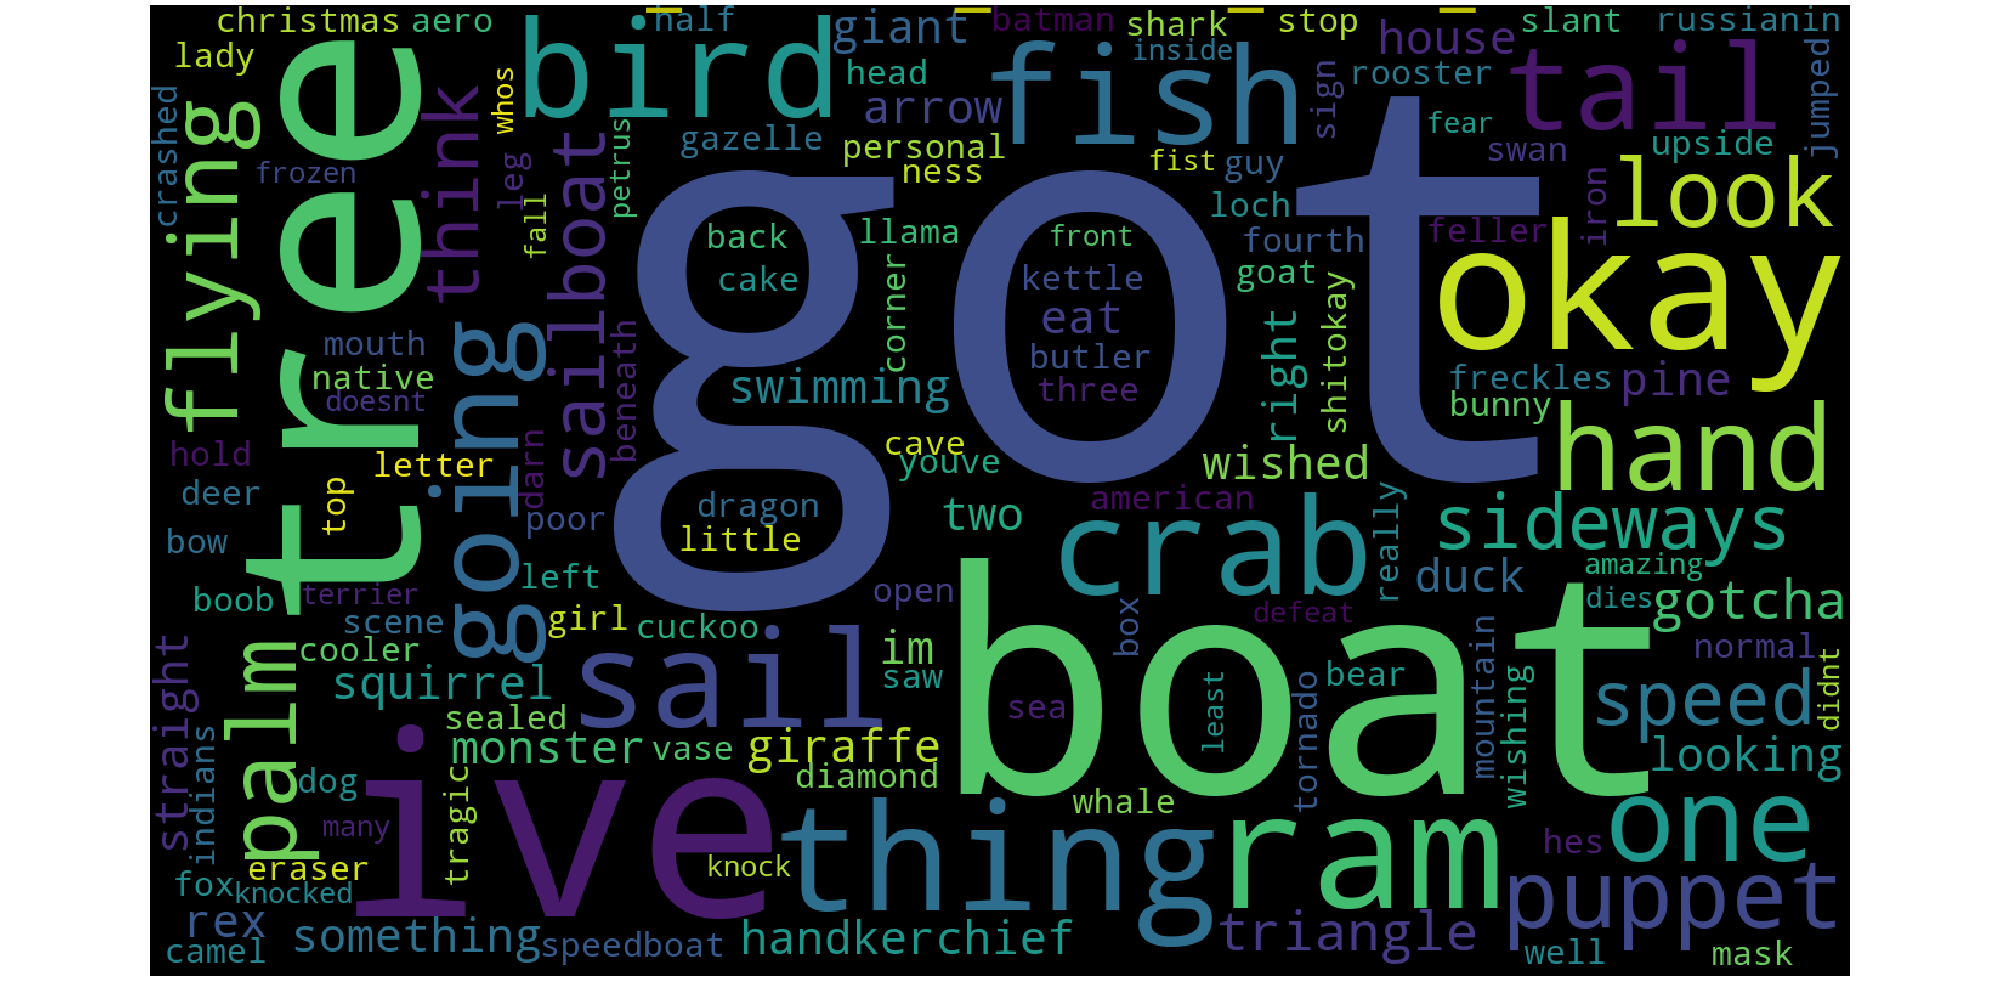 christmas aero half giant batman shark stop house slant russianin
lady bird head inside fish rooster tail jumped
crashed flying tree think whos sailboat petrus gazelle arrow personal ness fist guy sign fear swan upside
frozen leg fall got loch fourth feller iron look
back llama front goat okay
cake corner kettle
mouth going beneath eat right shitokay
native butler freckles pine
doesnt swimming three bunny
hold letter darn cave youve wished hand
deer top poor dragon two american crab really sideways
bow little
boob terrier left open box defeat duck amazing dies gotcha
scene girl cuckoo im boat mountain normal
straight palm cooler sail
squirrel saw sea least tornado bear wishing speed didnt
sealed
indians monster vase giraffe looking
dog ive diamond whale
many tragic knock thing ram hes one
fox eraser
knocked puppet
rex something speedboat handkerchief triangle
camel well mask